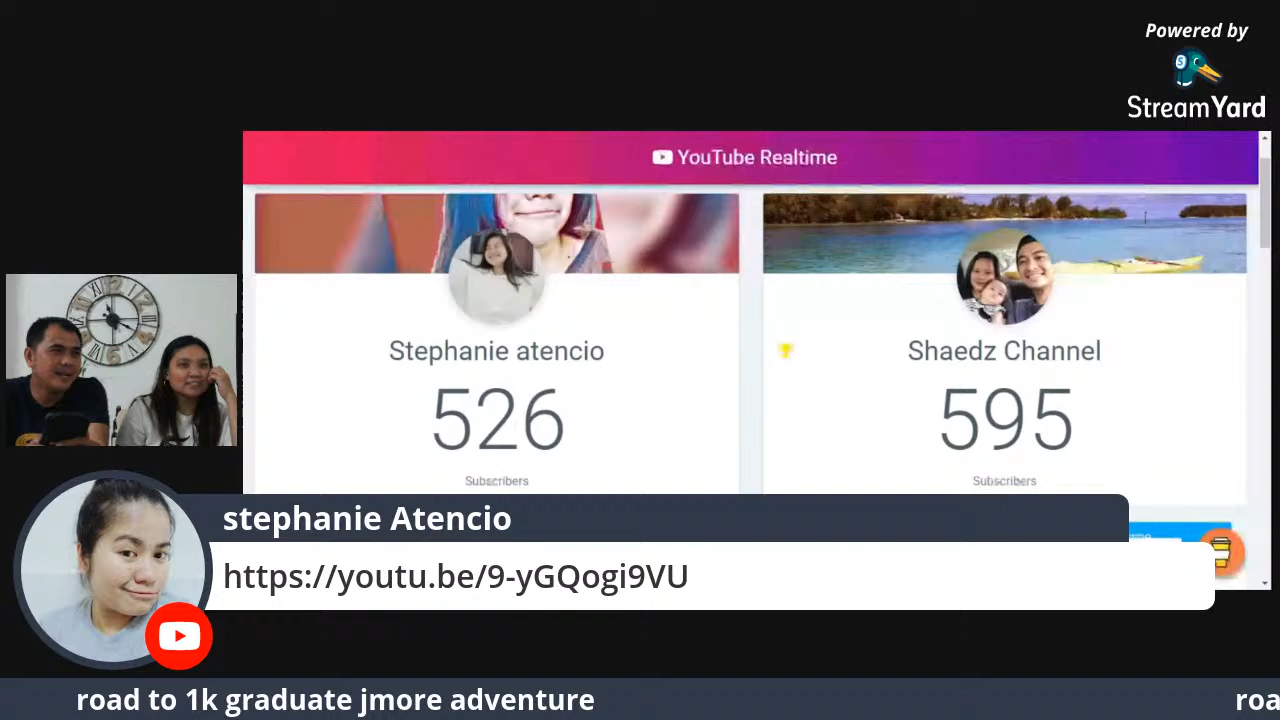 Powered by
StreamYard
YouTube Realtime
Stephanie atencio
526
Subscribers
Shaedz Channel
595
Subscribers
stephanie Atencio
https://youtu.be/9-yGQogi9VU
road to 1k graduate jmore adventure
roa